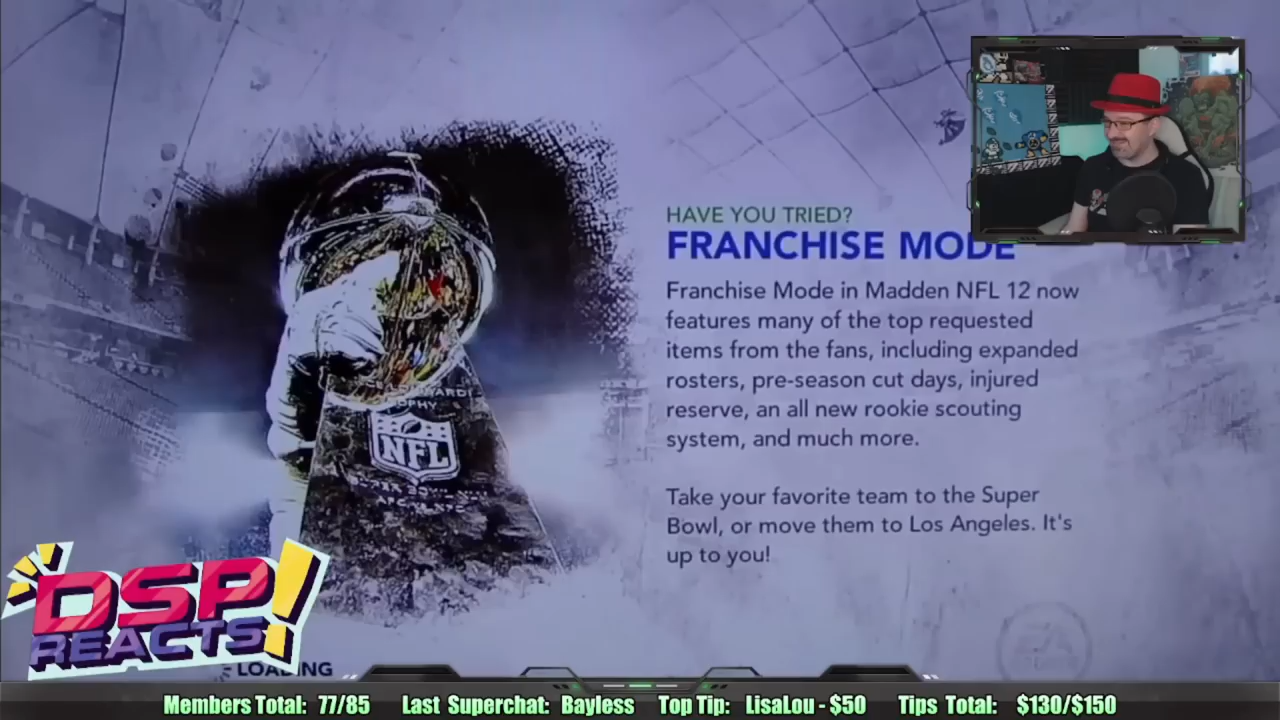 HAVE YOU TRIED?
FRANCHISE MODE
Franchise Mode in Madden NFL 12 now
features many of the top requested
items from the fans, including expanded
rosters, pre-season cut days, injured
reserve, an all new rookie scouting
system, and much more.
Take your favorite team to the Super
Bowl, or move them to Los Angeles. It's
up to you!
NFL
EA
DSP
REACTS!
LOADING
Members Total: 77/85 Last Superchat: Bayless Top Tip: LisaLou - $50 Tips Total: $130/$150